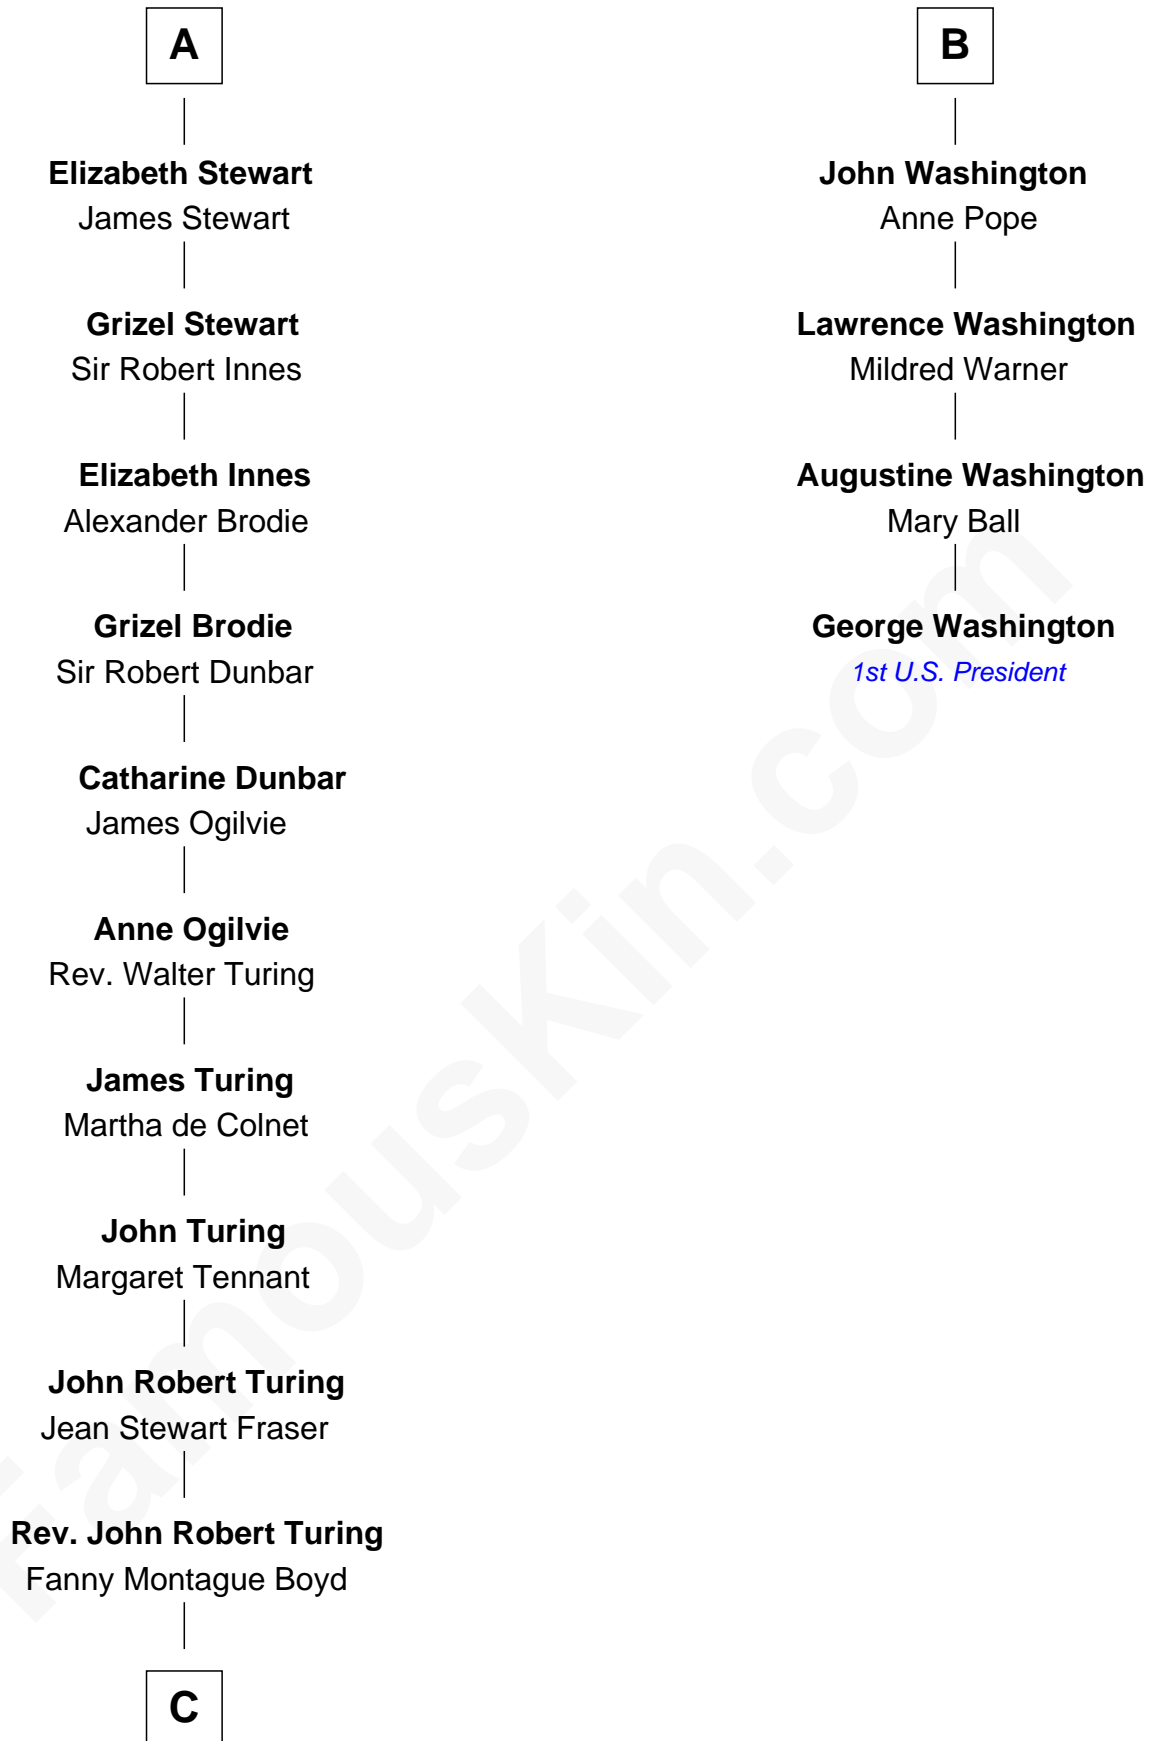 A
Elizabeth Stewart
James Stewart
Grizel Stewart
Sir Robert Innes
Elizabeth Innes
Alexander Brodie
Grizel Brodie
Sir Robert Dunbar
Catharine Dunbar
James Ogilvie
Anne Ogilvie
Rev. Walter Turing
James Turing
Martha de Colnet
John Turing
Margaret Tennant
John Robert Turing
Jean Stewart Fraser
Rev. John Robert Turing
Fanny Montague Boyd
C
B
John Washington
Anne Pope
Lawrence Washington
Mildred Warner
Augustine Washington
Mary Ball
George Washington
1st U.S. President
FamousKin.com